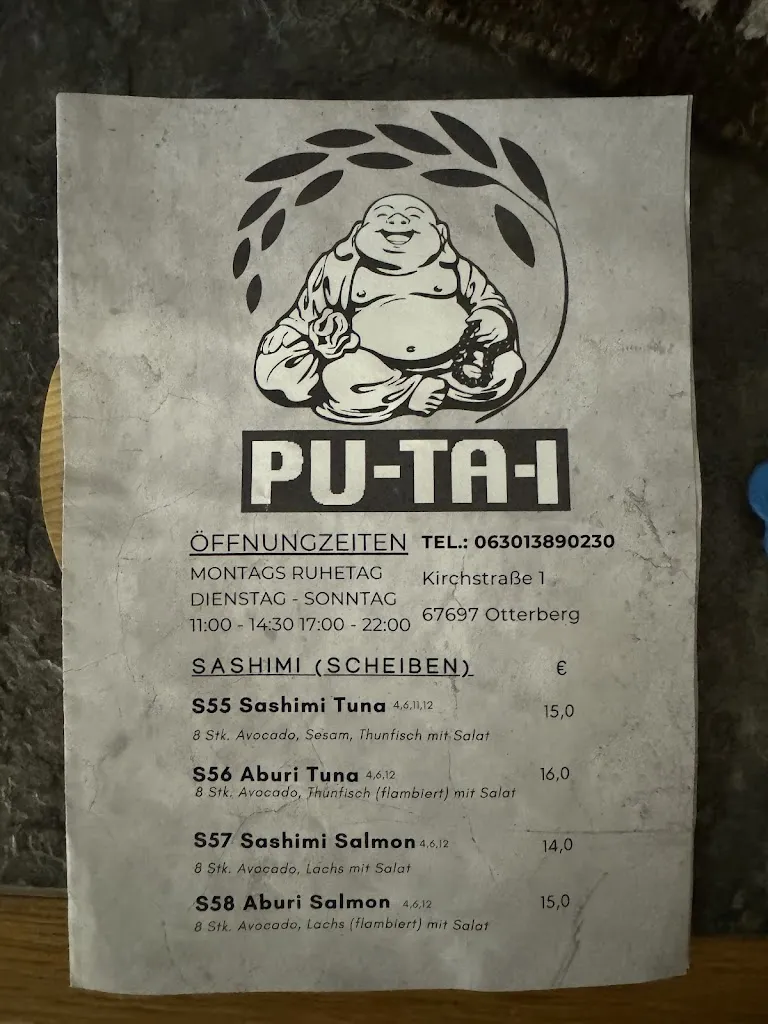 PU-TA-I
ÖFFNUNGZEITEN
MONTAGS RUHETAG
DIENSTAG - SONNTAG
11:00 - 14:30 17:00 - 22:00
TEL.: 063013890230
Kirchstraße 1
67697 Otterberg
SASHIMI (SCHEIBEN) €
S55 Sashimi Tuna 4,6,11,12 15,0
8 Stk. Avocado, Sesam, Thunfisch mit Salat
S56 Aburi Tuna 4,6,12 16,0
8 Stk. Avocado, Thunfisch (flambiert) mit Salat
S57 Sashimi Salmon 4,6,12 14,0
8 Stk. Avocado, Lachs mit Salat
S58 Aburi Salmon 4,6,12 15,0
8 Stk. Avocado, Lachs (flambiert) mit Salat